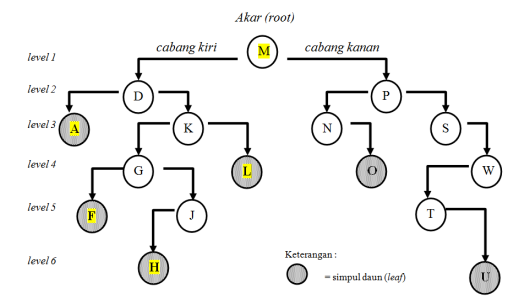 Akar (root)
cabang kiri
cabang kanan
level 1
M
level 2
D
P
level 3
A
K
N
S
level 4
G
L
O
W
level 5
F
J
T
level 6
H
U
Keterangan :
= simpul daun (leaf)